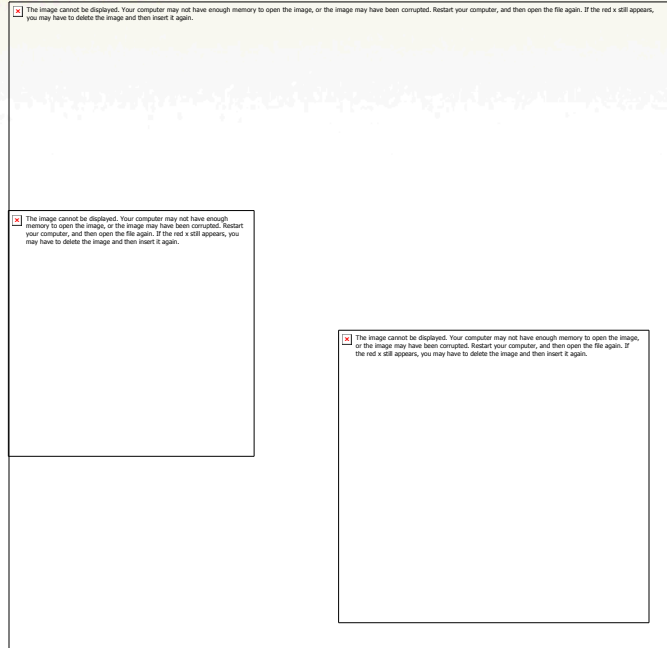 The image cannot be displayed. Your computer may not have enough memory to open the image, or the image may have been corrupted. Restart your computer, and then open the file again. If the red x still appears,
you may have to delete the image and then insert it again.
The image cannot be displayed. Your computer may not have enough
memory to open the image, or the image may have been corrupted. Restart
your computer, and then open the file again. If the red x still appears, you
may have to delete the image and then insert it again.
The image cannot be displayed. Your computer may not have enough memory to open the image,
or the image may have been corrupted. Restart your computer, and then open the file again. If
the red x still appears, you may have to delete the image and then insert it again.